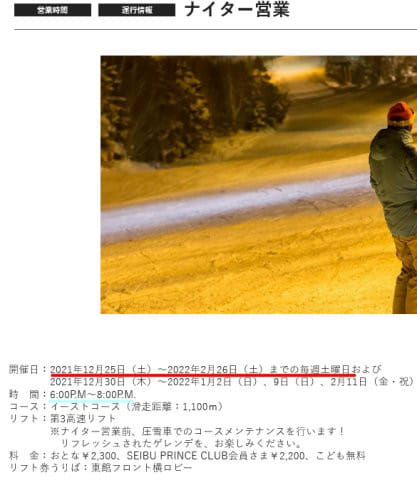 営業時間 運行情報 ナイター営業
開催日：2021年12月25日（土）～2022年2月26日（土）までの毎週土曜日および
2021年12月30日（木）～2022年1月2日（日）、9日（日）、2月11日（金・祝）
時　間：6:00P.M～8:00P.M.
コース：イーストコース（滑走距離：1,100m）
リフト：第3高速リフト
※ナイター営業前、圧雪車でのコースメンテナンスを行います！
リフレッシュされたゲレンデを、お楽しみください。
料　金：おとな￥2,300、SEIBU PRINCE CLUB会員さま￥2,200、こども無料
リフト券うりば：東館フロント横ロビー